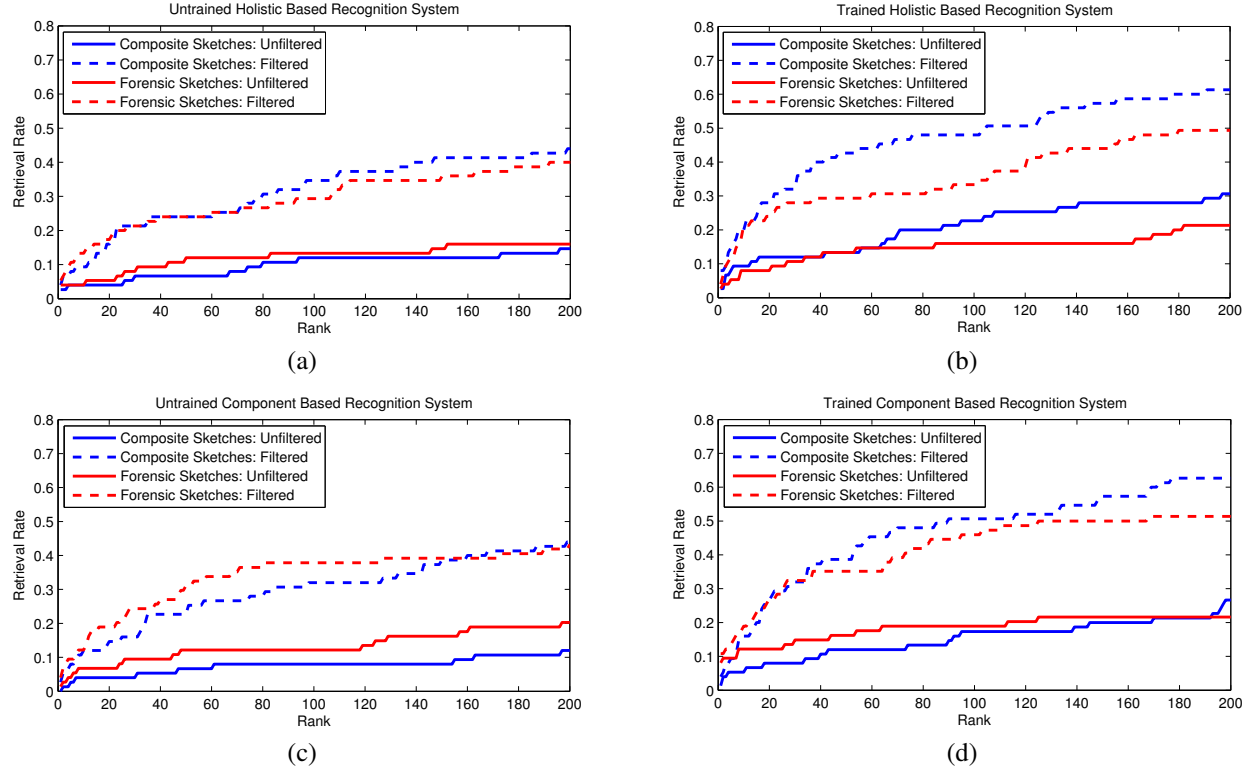 Untrained Holistic Based Recognition System
0.8
0.7
0.6
0.5
0.4
0.3
0.2
0.1
0
Retrieval Rate
Composite Sketches: Unfiltered
Composite Sketches: Filtered
Forensic Sketches: Unfiltered
Forensic Sketches: Filtered
0 20 40 60 80 100 120 140 160 180 200
Rank
(a)
Trained Holistic Based Recognition System
0.8
0.7
0.6
0.5
0.4
0.3
0.2
0.1
0
Retrieval Rate
Composite Sketches: Unfiltered
Composite Sketches: Filtered
Forensic Sketches: Unfiltered
Forensic Sketches: Filtered
0 20 40 60 80 100 120 140 160 180 200
Rank
(b)
Untrained Component Based Recognition System
0.8
0.7
0.6
0.5
0.4
0.3
0.2
0.1
0
Retrieval Rate
Composite Sketches: Unfiltered
Composite Sketches: Filtered
Forensic Sketches: Unfiltered
Forensic Sketches: Filtered
0 20 40 60 80 100 120 140 160 180 200
Rank
(c)
Trained Component Based Recognition System
0.8
0.7
0.6
0.5
0.4
0.3
0.2
0.1
0
Retrieval Rate
Composite Sketches: Unfiltered
Composite Sketches: Filtered
Forensic Sketches: Unfiltered
Forensic Sketches: Filtered
0 20 40 60 80 100 120 140 160 180 200
Rank
(d)